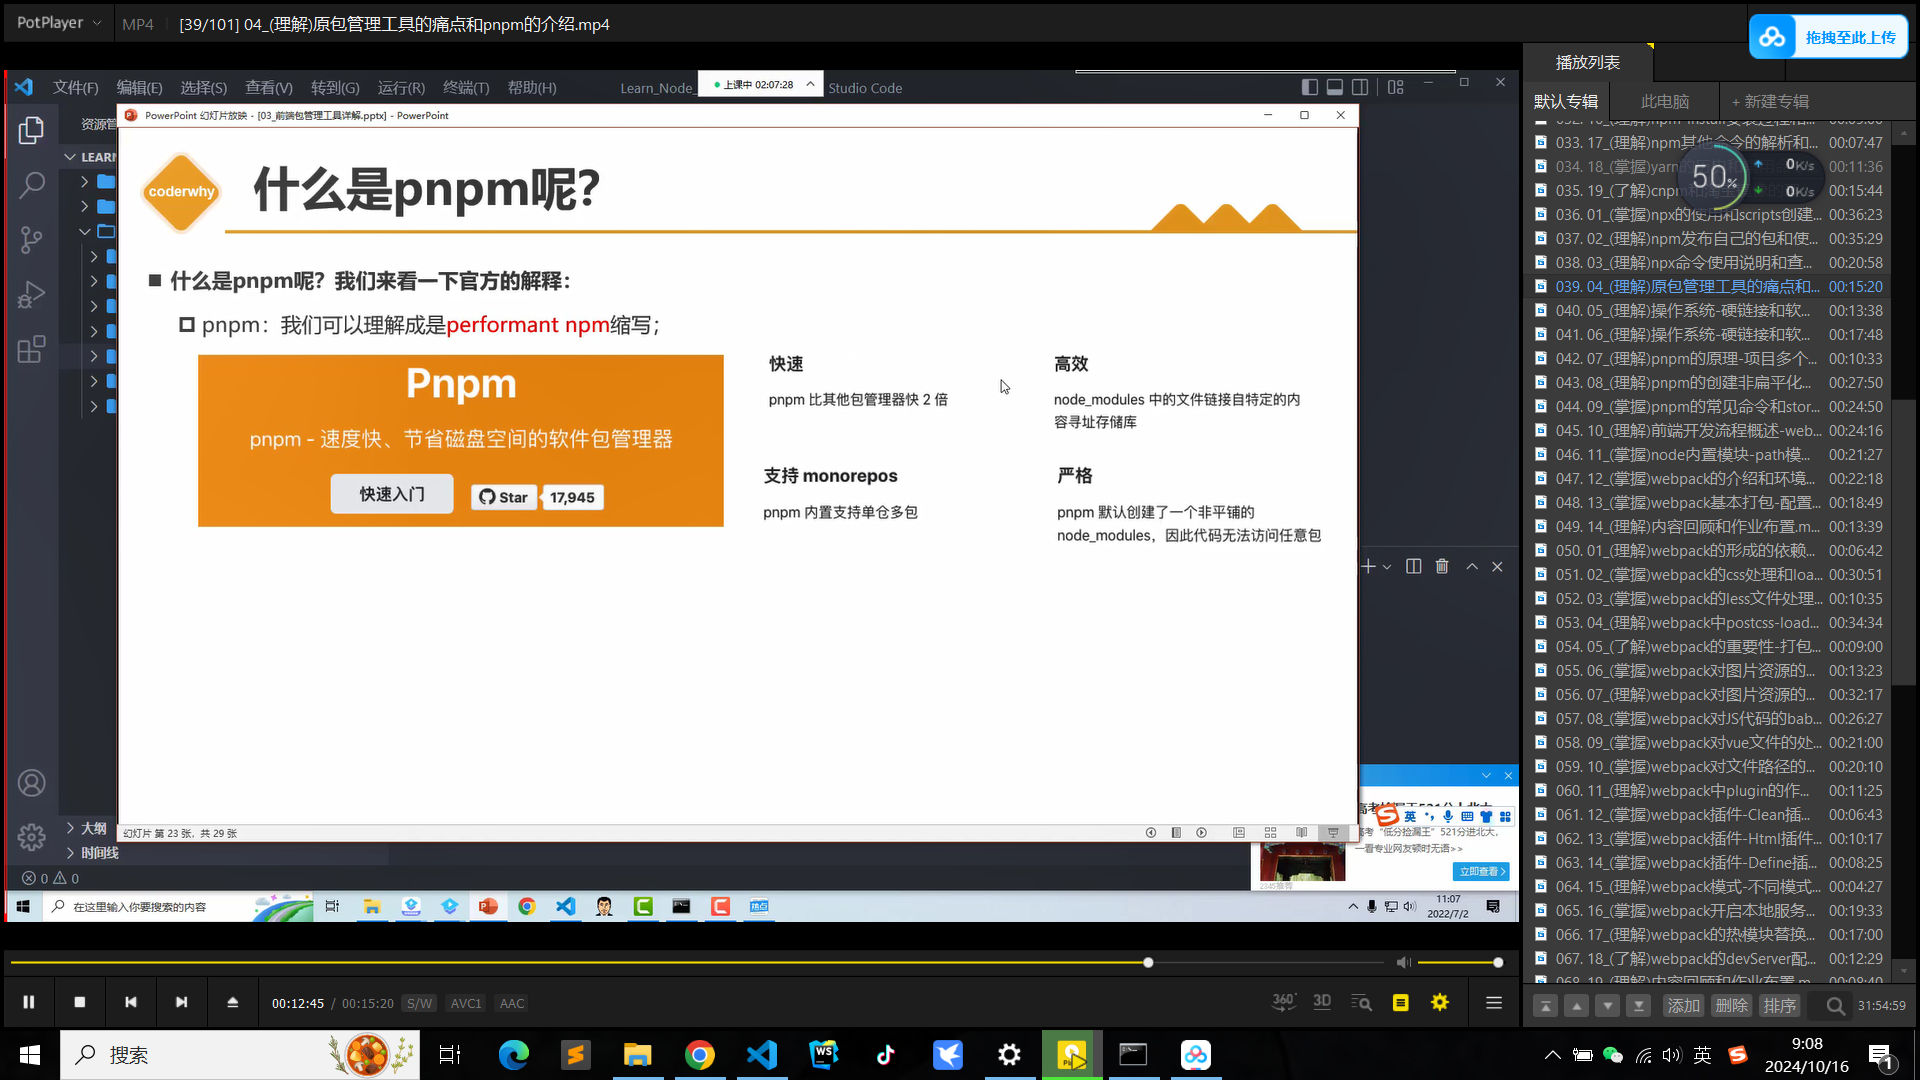 PotPlayer
MP4
[39/101] 04_(理解)原包管理工具的痛点和pnpm的介绍.mp4
拖拽至此上传
文件(F) 编辑(E) 选择(S) 查看(V) 转到(G) 运行(R) 终端(T) 帮助(H)
Learn_Node_
上课中 02:07:28
Studio Code
资源管
LEARN
PowerPoint 幻灯片放映 - [03_前端包管理工具详解.pptx] - PowerPoint
coderwhy
什么是pnpm呢？
什么是pnpm呢？我们来看一下官方的解释：
pnpm：我们可以理解成是performant npm缩写；
Pnpm
pnpm - 速度快、节省磁盘空间的软件包管理器
快速入门
Star
17,945
快速
pnpm 比其他包管理器快 2 倍
高效
node_modules 中的文件链接自特定的内
容寻址存储库
支持 monorepos
pnpm 内置支持单仓多包
严格
pnpm 默认创建了一个非平铺的
node_modules，因此代码无法访问任意包
幻灯片 第 23 张，共 29 张
大纲
时间线
0 0
英
考 "低分捡漏王" 521分进北大，
一看专业网友顿时无语>>
立即查看
2345推荐
在这里输入你要搜索的内容
11:07
2022/7/2
00:12:45 / 00:15:20 S/W AVC1 AAC
360°
3D
播放列表
默认专辑
此电脑
+ 新建专辑
50%
0K/s
0K/s
033. 17_(理解)npm其他命令的解析和... 00:07:47
034. 18_(掌握)yarn的 00:11:36
035. 19_(了解)cnpm和 00:15:44
036. 01_(掌握)npx的使用和scripts创建... 00:36:23
037. 02_(理解)npm发布自己的包和使... 00:35:29
038. 03_(理解)npx命令使用说明和查... 00:20:58
039. 04_(理解)原包管理工具的痛点和... 00:15:20
040. 05_(理解)操作系统-硬链接和软... 00:13:38
041. 06_(理解)操作系统-硬链接和软... 00:17:48
042. 07_(理解)pnpm的原理-项目多个... 00:10:33
043. 08_(理解)pnpm的创建非扁平化... 00:27:50
044. 09_(掌握)pnpm的常见命令和stor... 00:24:50
045. 10_(理解)前端开发流程概述-web... 00:24:16
046. 11_(掌握)node内置模块-path模... 00:21:27
047. 12_(掌握)webpack的介绍和环境... 00:22:18
048. 13_(掌握)webpack基本打包-配置... 00:18:49
049. 14_(理解)内容回顾和作业布置.m... 00:13:39
050. 01_(理解)webpack的形成的依赖... 00:06:42
051. 02_(掌握)webpack的css处理和loa... 00:30:51
052. 03_(掌握)webpack的less文件处理... 00:10:35
053. 04_(理解)webpack中postcss-load... 00:34:34
054. 05_(了解)webpack的重要性-打包... 00:09:00
055. 06_(掌握)webpack对图片资源的... 00:13:23
056. 07_(理解)webpack对图片资源的... 00:32:17
057. 08_(掌握)webpack对JS代码的bab... 00:26:27
058. 09_(掌握)webpack对vue文件的处... 00:21:00
059. 10_(掌握)webpack对文件路径的... 00:20:10
060. 11_(理解)webpack中plugin的作... 00:11:25
061. 12_(掌握)webpack插件-Clean插... 00:06:43
062. 13_(掌握)webpack插件-Html插件... 00:10:17
063. 14_(掌握)webpack插件-Define插... 00:08:25
064. 15_(理解)webpack模式-不同模式... 00:04:27
065. 16_(掌握)webpack开启本地服务... 00:19:33
066. 17_(理解)webpack的热模块替换... 00:17:00
067. 18_(了解)webpack的devServer配... 00:12:29
添加 删除 排序
31:54:59
搜索
英
9:08
2024/10/16
1